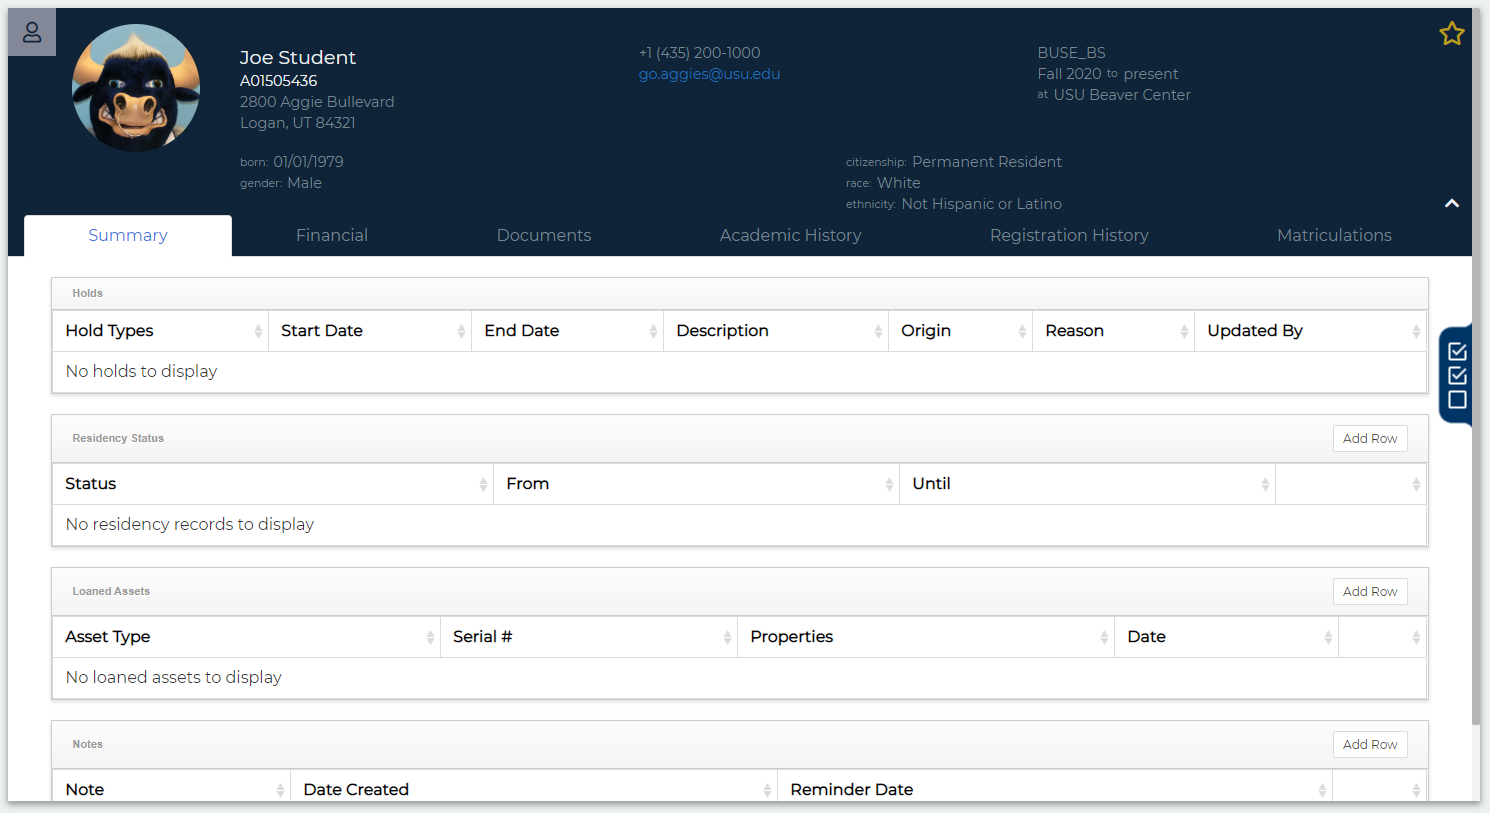 Joe Student
A01505436
2800 Aggie Bullevard
Logan, UT 84321
born: 01/01/1979
gender: Male
+1 (435) 200-1000
go.aggies@usu.edu
BUSE_BS
Fall 2020 to present
at USU Beaver Center
citizenship: Permanent Resident
race: White
ethnicity: Not Hispanic or Latino
Summary Financial Documents Academic History Registration History Matriculations
Holds
Hold Types Start Date End Date Description Origin Reason Updated By
No holds to display
Residency Status Add Row
Status From Until
No residency records to display
Loaned Assets Add Row
Asset Type Serial # Properties Date
No loaned assets to display
Notes Add Row
Note Date Created Reminder Date